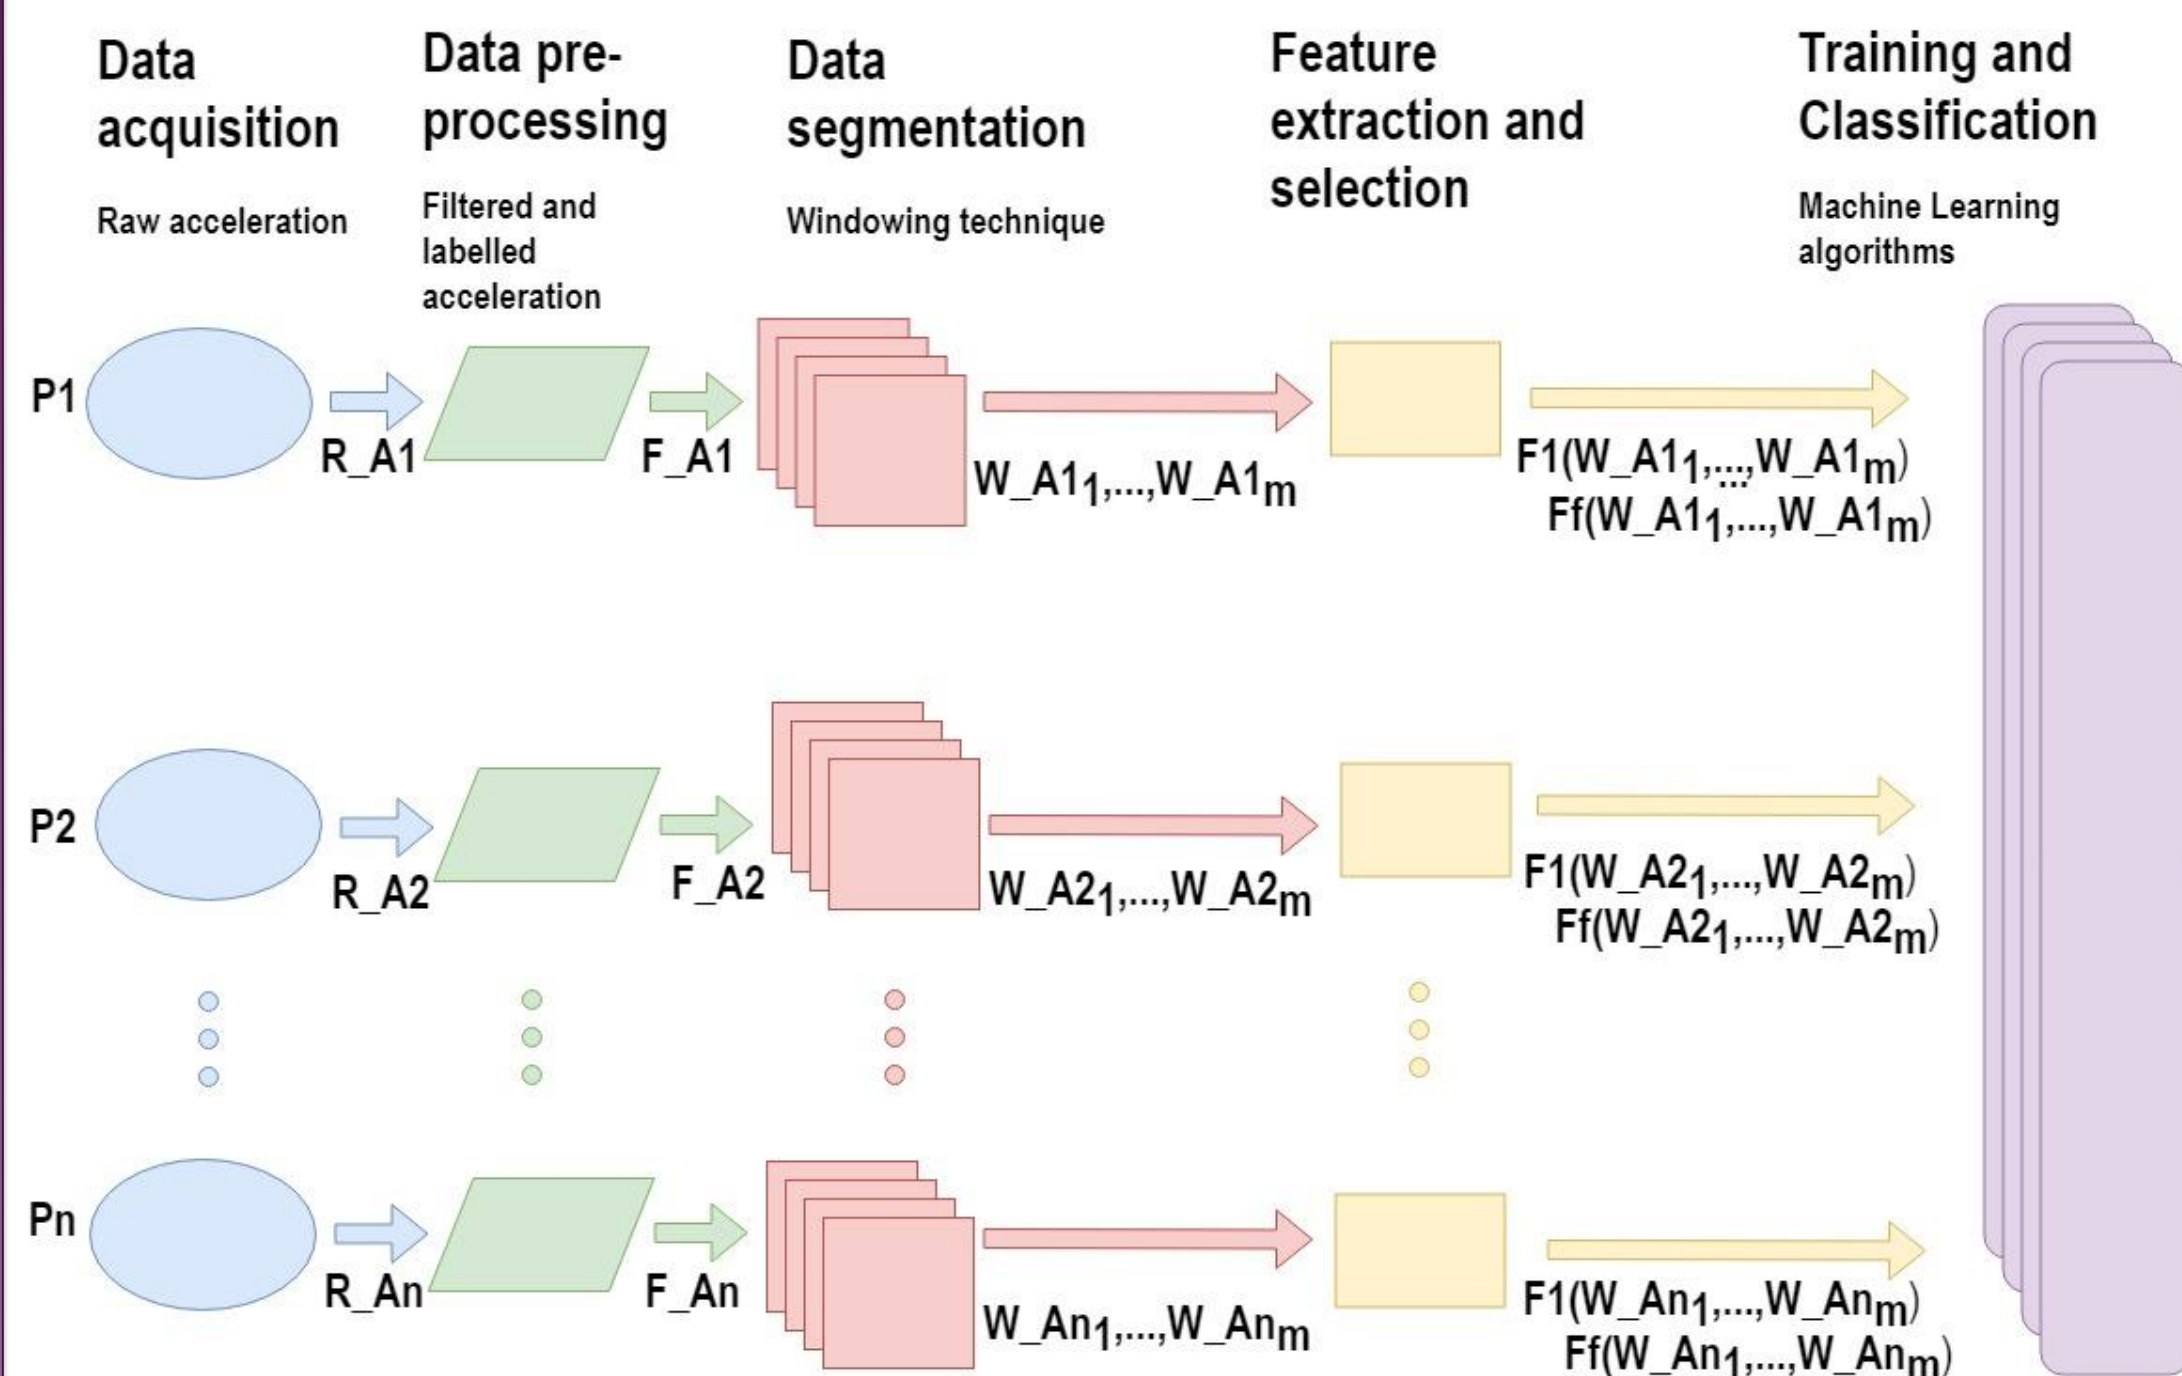 Data
acquisition
Raw acceleration
Data pre-
processing
Filtered and
labelled
acceleration
Data
segmentation
Windowing technique
Feature
extraction and
selection
Training and
Classification
Machine Learning
algorithms
P1
R_A1
F_A1
W_A1₁,...,W_A1ₘ
F1(W_A1₁,...,W_A1ₘ)
...
Ff(W_A1₁,...,W_A1ₘ)
P2
R_A2
F_A2
W_A2₁,...,W_A2ₘ
F1(W_A2₁,...,W_A2ₘ)
Ff(W_A2₁,...,W_A2ₘ)
Pn
R_An
F_An
W_An₁,...,W_Anₘ
F1(W_An₁,...,W_Anₘ)
Ff(W_An₁,...,W_Anₘ)